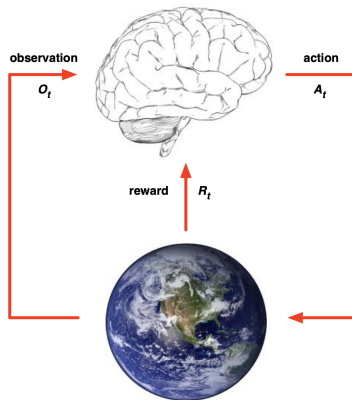 observation
O_t
action
A_t
reward R_t